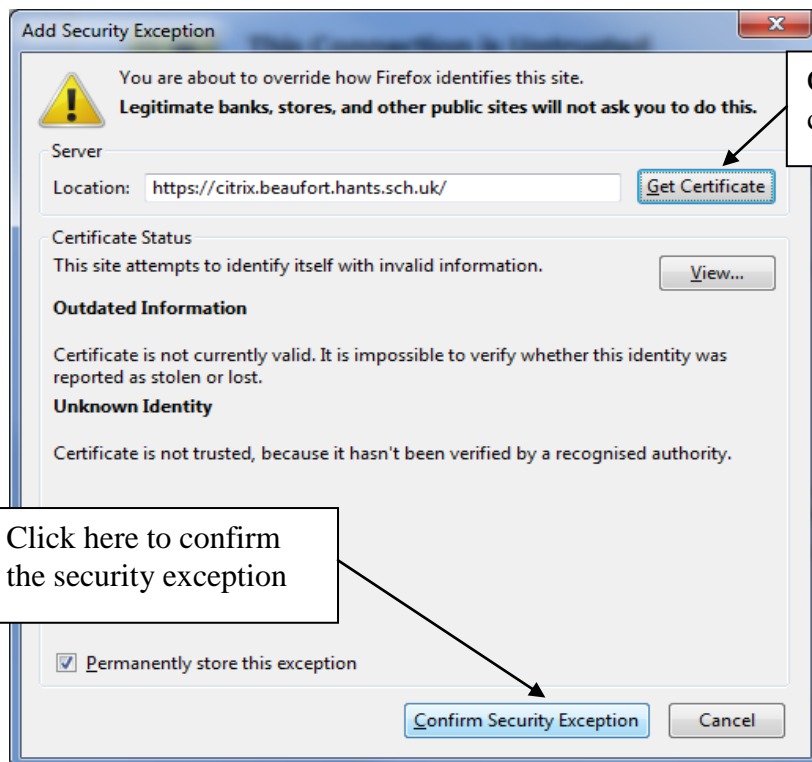 Add Security Exception
This Connection is Untrusted
You are about to override how Firefox identifies this site.
Legitimate banks, stores, and other public sites will not ask you to do this.
Server
Location: https://citrix.beaufort.hants.sch.uk/ Get Certificate
Certificate Status
This site attempts to identify itself with invalid information.
View...
Outdated Information
Certificate is not currently valid. It is impossible to verify whether this identity was
reported as stolen or lost.
Unknown Identity
Certificate is not trusted, because it hasn't been verified by a recognised authority.
Click here to confirm
the security exception
Permanently store this exception
Confirm Security Exception Cancel